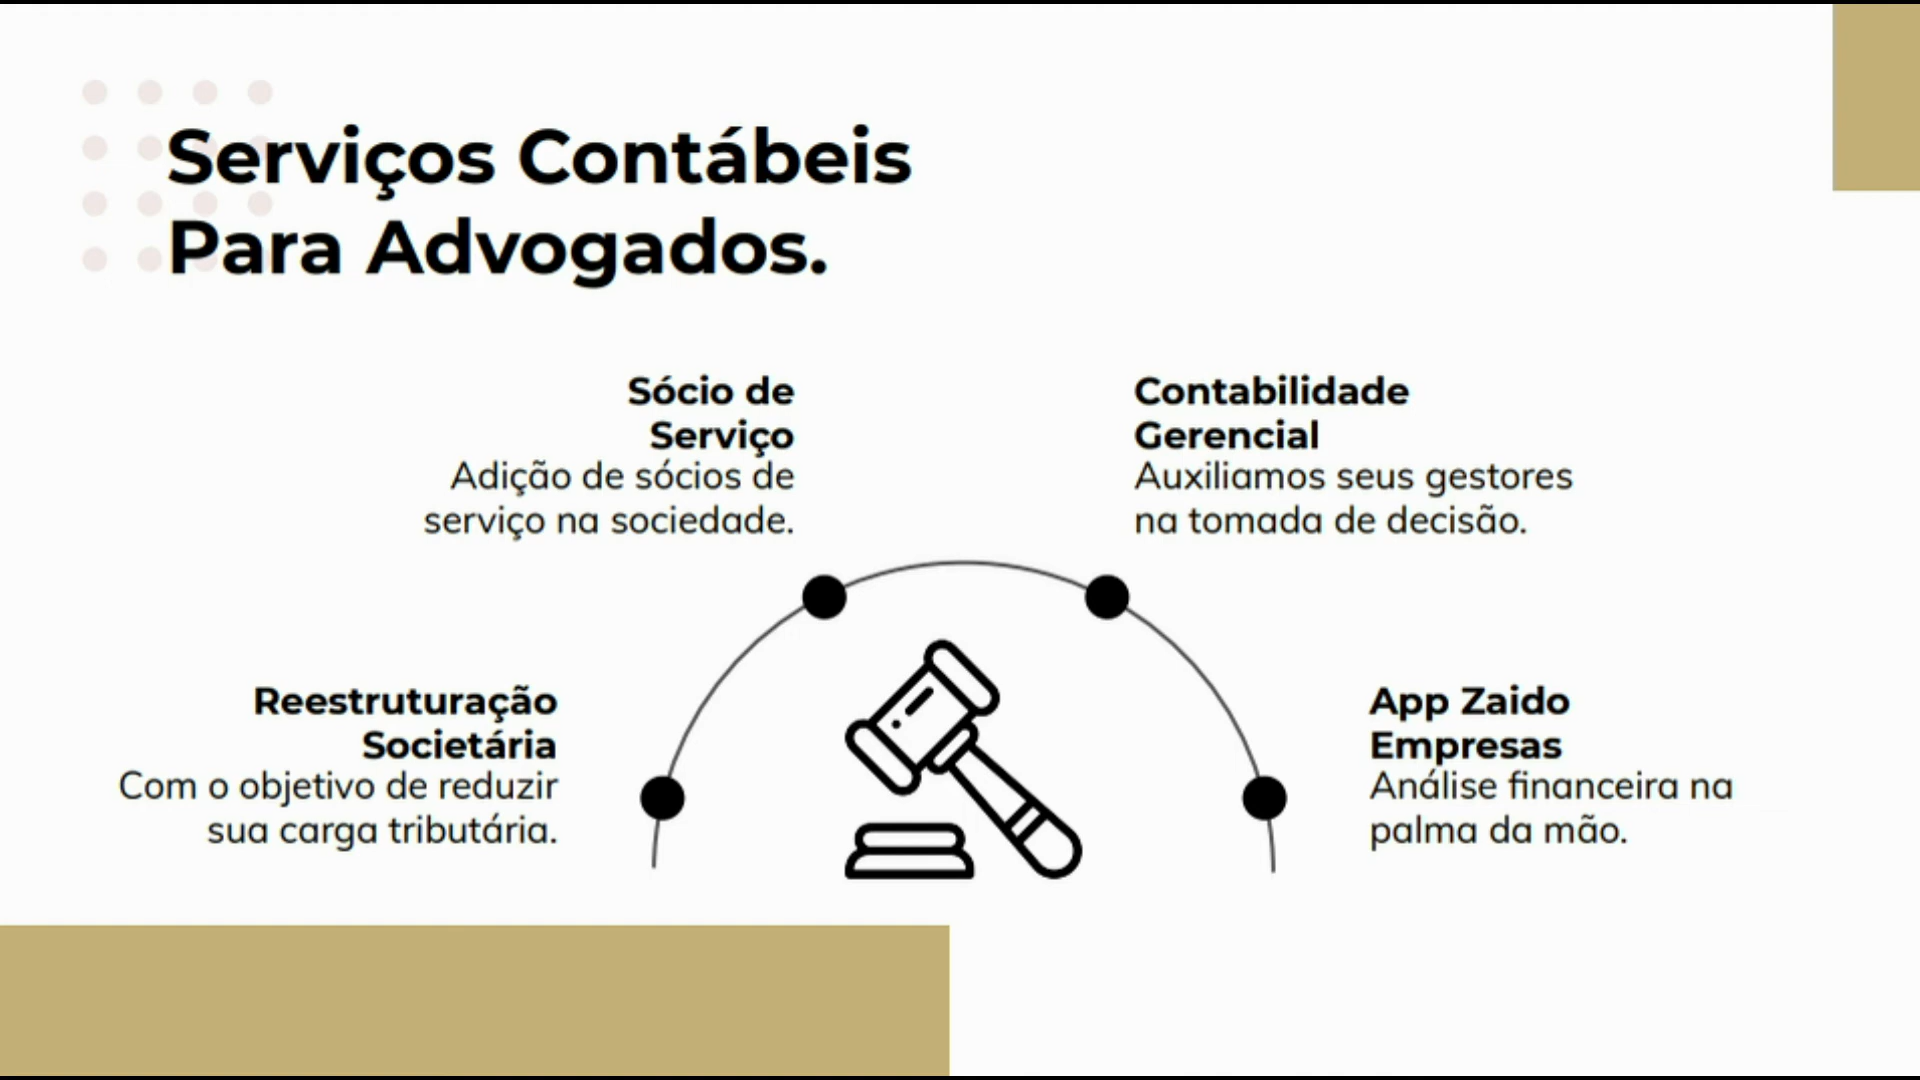 Serviços Contábeis
Para Advogados.
Sócio de
Serviço
Adição de sócios de
serviço na sociedade.
Contabilidade
Gerencial
Auxiliamos seus gestores
na tomada de decisão.
Reestruturação
Societária
Com o objetivo de reduzir
sua carga tributária.
App Zaido
Empresas
Análise financeira na
palma da mão.